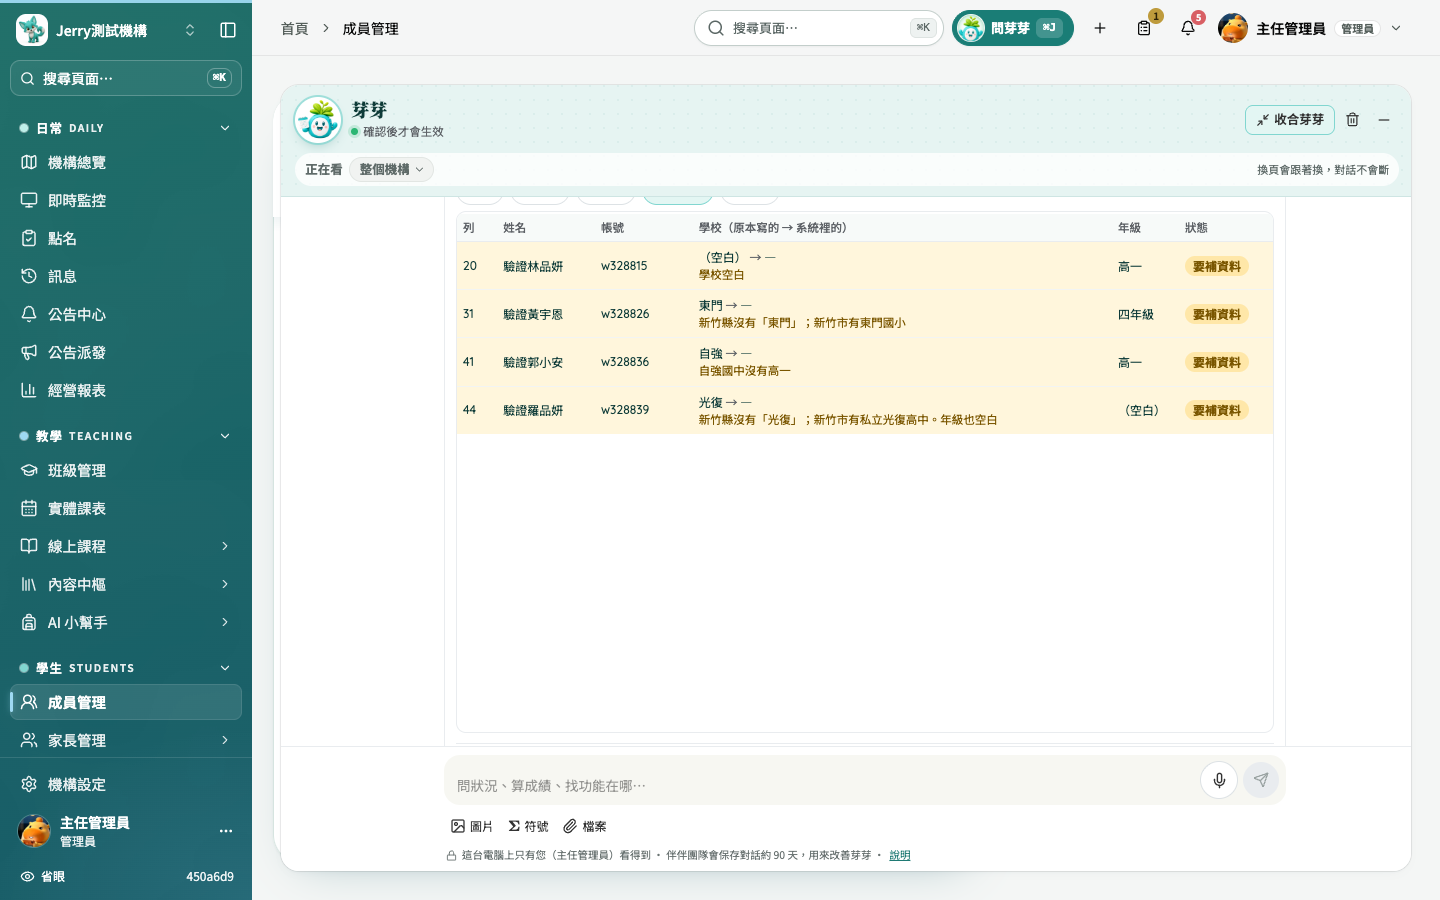 Jerry測試機構
搜尋頁面… ⌘K
日常 DAILY
機構總覽
即時監控
點名
訊息
公告中心
公告派發
經營報表
教學 TEACHING
班級管理
實體課表
線上課程
內容中樞
AI 小幫手
學生 STUDENTS
成員管理
家長管理
機構設定
主任管理員
管理員
省眼 450a6d9
首頁 > 成員管理
搜尋頁面… ⌘K
問芽芽 ⌘J
1
5
主任管理員 管理員
芽芽
確認後才會生效
收合芽芽
正在看 整個機構
換頁會跟著換，對話不會斷
列 姓名 帳號 學校（原本寫的 → 系統裡的） 年級 狀態
20 驗證林品妍 w328815 （空白） → — 高一 要補資料
學校空白
31 驗證黃宇恩 w328826 東門 → — 四年級 要補資料
新竹縣沒有「東門」；新竹市有東門國小
41 驗證郭小安 w328836 自強 → — 高一 要補資料
自強國中沒有高一
44 驗證羅品妍 w328839 光復 → — （空白） 要補資料
新竹縣沒有「光復」；新竹市有私立光復高中。年級也空白
問狀況、算成績、找功能在哪…
圖片 符號 檔案
這台電腦上只有您（主任管理員）看得到 · 伴伴團隊會保存對話約 90 天，用來改善芽芽 · 說明